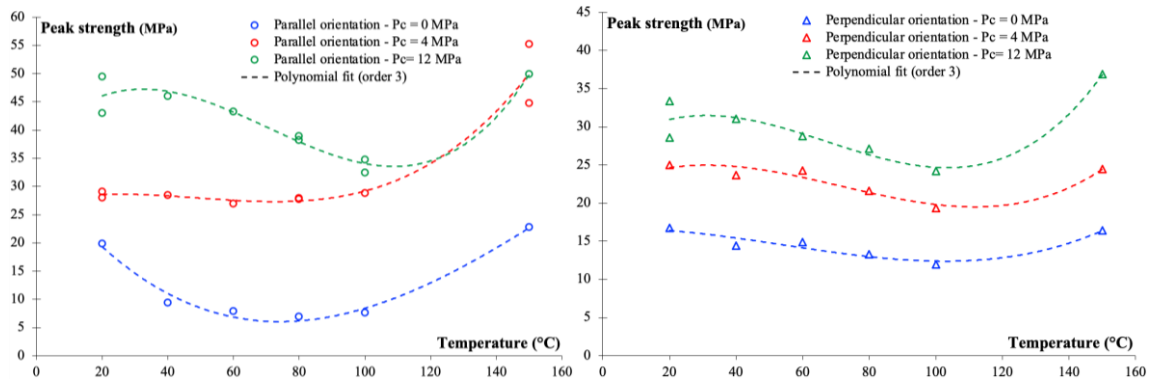 Peak strength (MPa)
Parallel orientation - Pc = 0 MPa
Parallel orientation - Pc = 4 MPa
Parallel orientation - Pc= 12 MPa
Polynomial fit (order 3)
60
55
50
45
40
35
30
25
20
15
10
5
0
0 20 40 60 80 100 120 140 160
Temperature (°C)
Peak strength (MPa)
Perpendicular orientation - Pc = 0 MPa
Perpendicular orientation - Pc = 4 MPa
Perpendicular orientation - Pc= 12 MPa
Polynomial fit (order 3)
45
40
35
30
25
20
15
10
5
0
0 20 40 60 80 100 120 140 160
Temperature (°C)